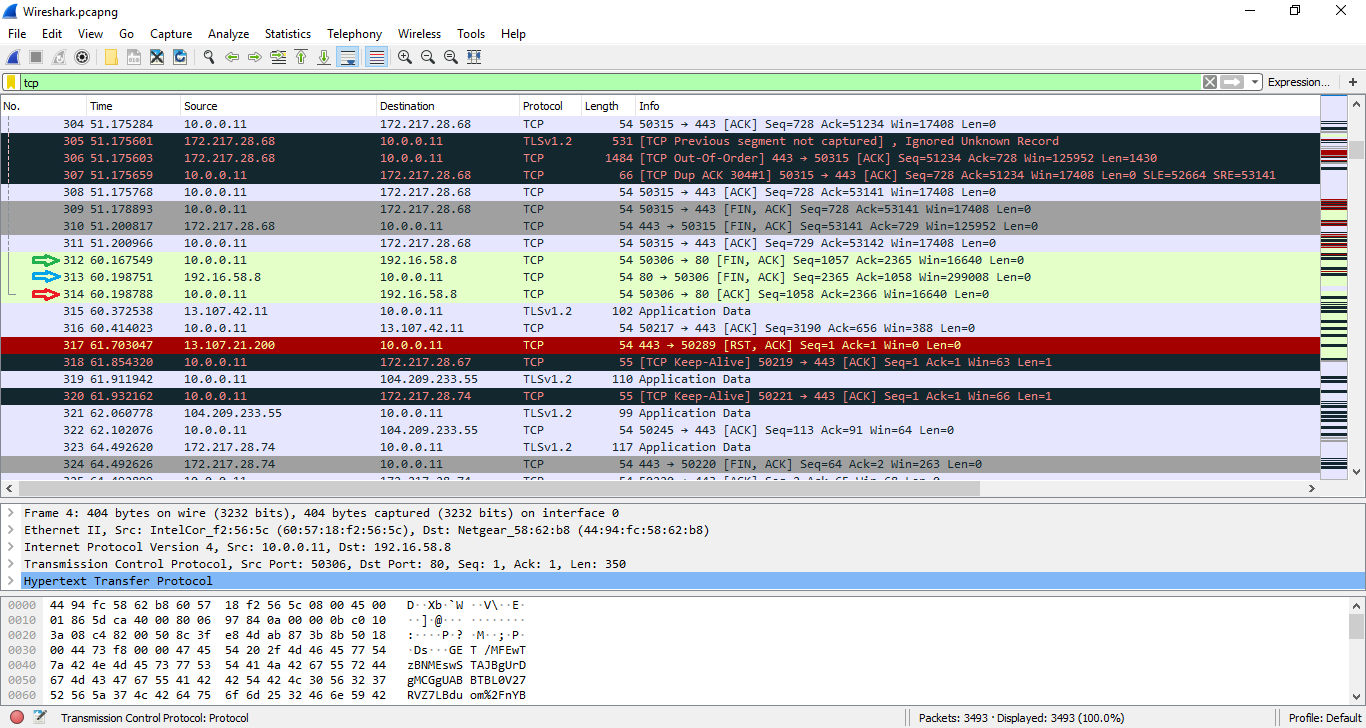 Wireshark.pcapng
File Edit View Go Capture Analyze Statistics Telephony Wireless Tools Help
tcp Expression... +
No. Time Source Destination Protocol Length Info
304 51.175284 10.0.0.11 172.217.28.68 TCP 54 50315 → 443 [ACK] Seq=728 Ack=51234 Win=17408 Len=0
305 51.175601 172.217.28.68 10.0.0.11 TLSv1.2 531 [TCP Previous segment not captured] , Ignored Unknown Record
306 51.175603 172.217.28.68 10.0.0.11 TCP 1484 [TCP Out-Of-Order] 443 → 50315 [ACK] Seq=51234 Ack=728 Win=125952 Len=1430
307 51.175659 10.0.0.11 172.217.28.68 TCP 66 [TCP Dup ACK 304#1] 50315 → 443 [ACK] Seq=728 Ack=51234 Win=17408 Len=0 SLE=52664 SRE=53141
308 51.175768 10.0.0.11 172.217.28.68 TCP 54 50315 → 443 [ACK] Seq=728 Ack=53141 Win=17408 Len=0
309 51.178893 10.0.0.11 172.217.28.68 TCP 54 50315 → 443 [FIN, ACK] Seq=728 Ack=53141 Win=17408 Len=0
310 51.200817 172.217.28.68 10.0.0.11 TCP 54 443 → 50315 [FIN, ACK] Seq=53141 Ack=729 Win=125952 Len=0
311 51.200966 10.0.0.11 172.217.28.68 TCP 54 50315 → 443 [ACK] Seq=729 Ack=53142 Win=17408 Len=0
312 60.167549 10.0.0.11 192.16.58.8 TCP 54 50306 → 80 [FIN, ACK] Seq=1057 Ack=2365 Win=16640 Len=0
313 60.198751 192.16.58.8 10.0.0.11 TCP 54 80 → 50306 [FIN, ACK] Seq=2365 Ack=1058 Win=299008 Len=0
314 60.198788 10.0.0.11 192.16.58.8 TCP 54 50306 → 80 [ACK] Seq=1058 Ack=2366 Win=16640 Len=0
315 60.372538 13.107.42.11 10.0.0.11 TLSv1.2 102 Application Data
316 60.414023 10.0.0.11 13.107.42.11 TCP 54 50217 → 443 [ACK] Seq=3190 Ack=656 Win=388 Len=0
317 61.703047 13.107.21.200 10.0.0.11 TCP 54 443 → 50289 [RST, ACK] Seq=1 Ack=1 Win=0 Len=0
318 61.854320 10.0.0.11 172.217.28.67 TCP 55 [TCP Keep-Alive] 50219 → 443 [ACK] Seq=1 Ack=1 Win=63 Len=1
319 61.911942 10.0.0.11 104.209.233.55 TLSv1.2 110 Application Data
320 61.932162 10.0.0.11 172.217.28.74 TCP 55 [TCP Keep-Alive] 50221 → 443 [ACK] Seq=1 Ack=1 Win=66 Len=1
321 62.060778 104.209.233.55 10.0.0.11 TLSv1.2 99 Application Data
322 62.102076 10.0.0.11 104.209.233.55 TCP 54 50245 → 443 [ACK] Seq=113 Ack=91 Win=64 Len=0
323 64.492620 172.217.28.74 10.0.0.11 TLSv1.2 117 Application Data
324 64.492626 172.217.28.74 10.0.0.11 TCP 54 443 → 50220 [FIN, ACK] Seq=64 Ack=2 Win=263 Len=0
Frame 4: 404 bytes on wire (3232 bits), 404 bytes captured (3232 bits) on interface 0
Ethernet II, Src: IntelCor_f2:56:5c (60:57:18:f2:56:5c), Dst: Netgear_58:62:b8 (44:94:fc:58:62:b8)
Internet Protocol Version 4, Src: 10.0.0.11, Dst: 192.16.58.8
Transmission Control Protocol, Src Port: 50306, Dst Port: 80, Seq: 1, Ack: 1, Len: 350
Hypertext Transfer Protocol
0000 44 94 fc 58 62 b8 60 57 18 f2 56 5c 08 00 45 00 D··Xb·`W ··V\··E·
0010 01 86 5d ca 40 00 80 06 97 84 0a 00 00 0b c0 10 ··]·@··· ········
0020 3a 08 c4 82 00 50 8c 3f e8 4d ab 87 3b 8b 50 18 :····P·? ·M··;·P·
0030 00 44 73 f8 00 00 47 45 54 20 2f 4d 46 45 77 54 ·Ds···GE T /MFEwT
0040 7a 42 4e 4d 45 73 77 53 54 41 4a 42 67 55 72 44 zBNMEswS TAJBgUrD
0050 67 4d 43 47 67 55 41 42 42 54 42 4c 30 56 32 37 gMCGgUAB BTBL0V27
0060 52 56 5a 37 4c 42 64 75 6f 6d 25 32 46 6e 59 42 RVZ7LBdu om%2FnYB
Transmission Control Protocol: Protocol Packets: 3493 · Displayed: 3493 (100.0%) Profile: Default